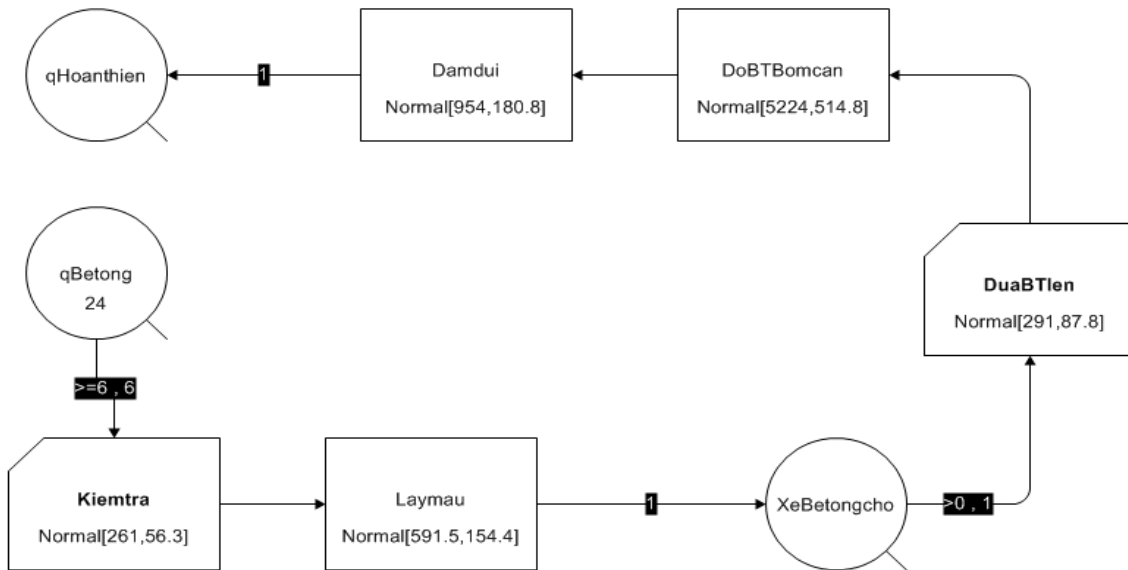 qHoanthien
1
Damdui
Normal[954,180.8]
DoBTBomcan
Normal[5224,514.8]
qBetong
24
>=6 , 6
DuaBTlen
Normal[291,87.8]
Kiemtra
Normal[261,56.3]
Laymau
Normal[591.5,154.4]
1
XeBetongcho
>0 , 1